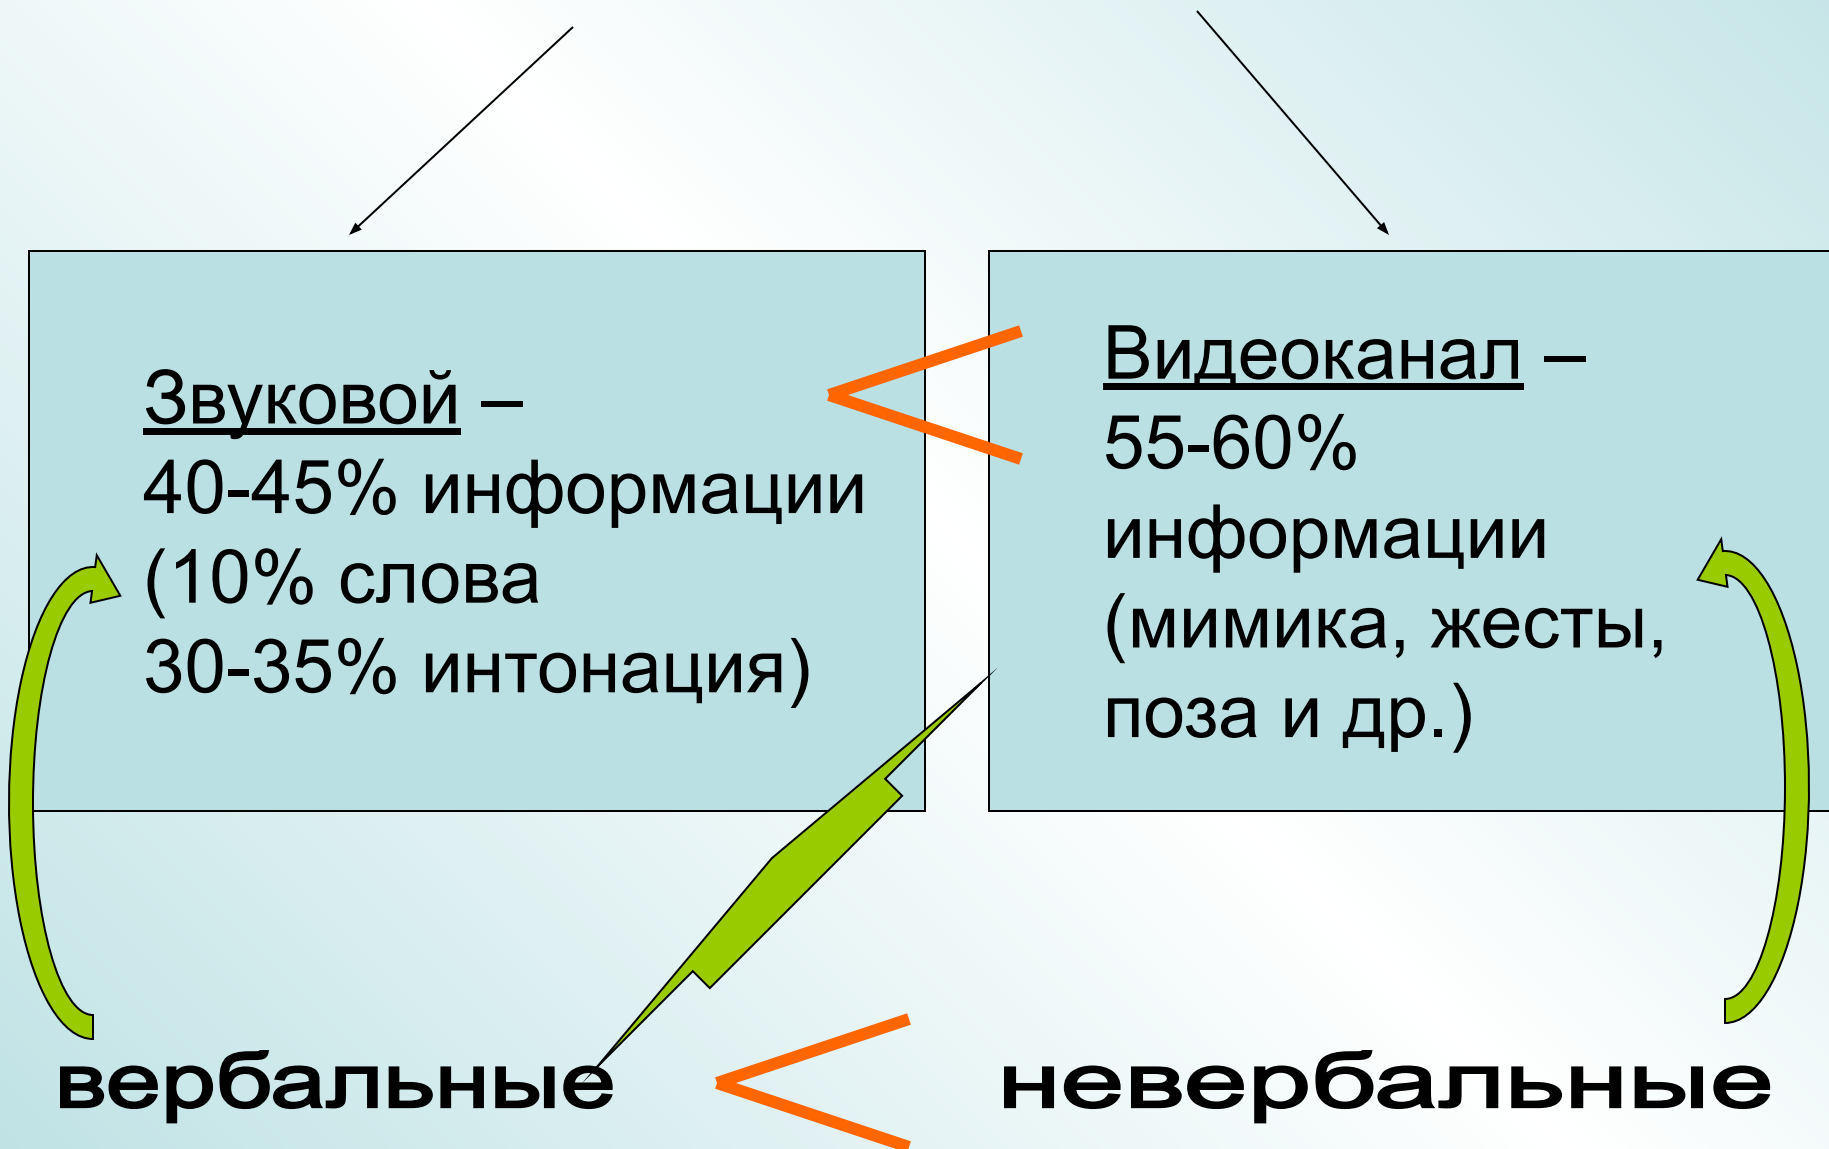 Звуковой –
40-45% информации
(10% слова
30-35% интонация)
Видеоканал –
55-60%
информации
(мимика, жесты,
поза и др.)
вербальные
невербальные